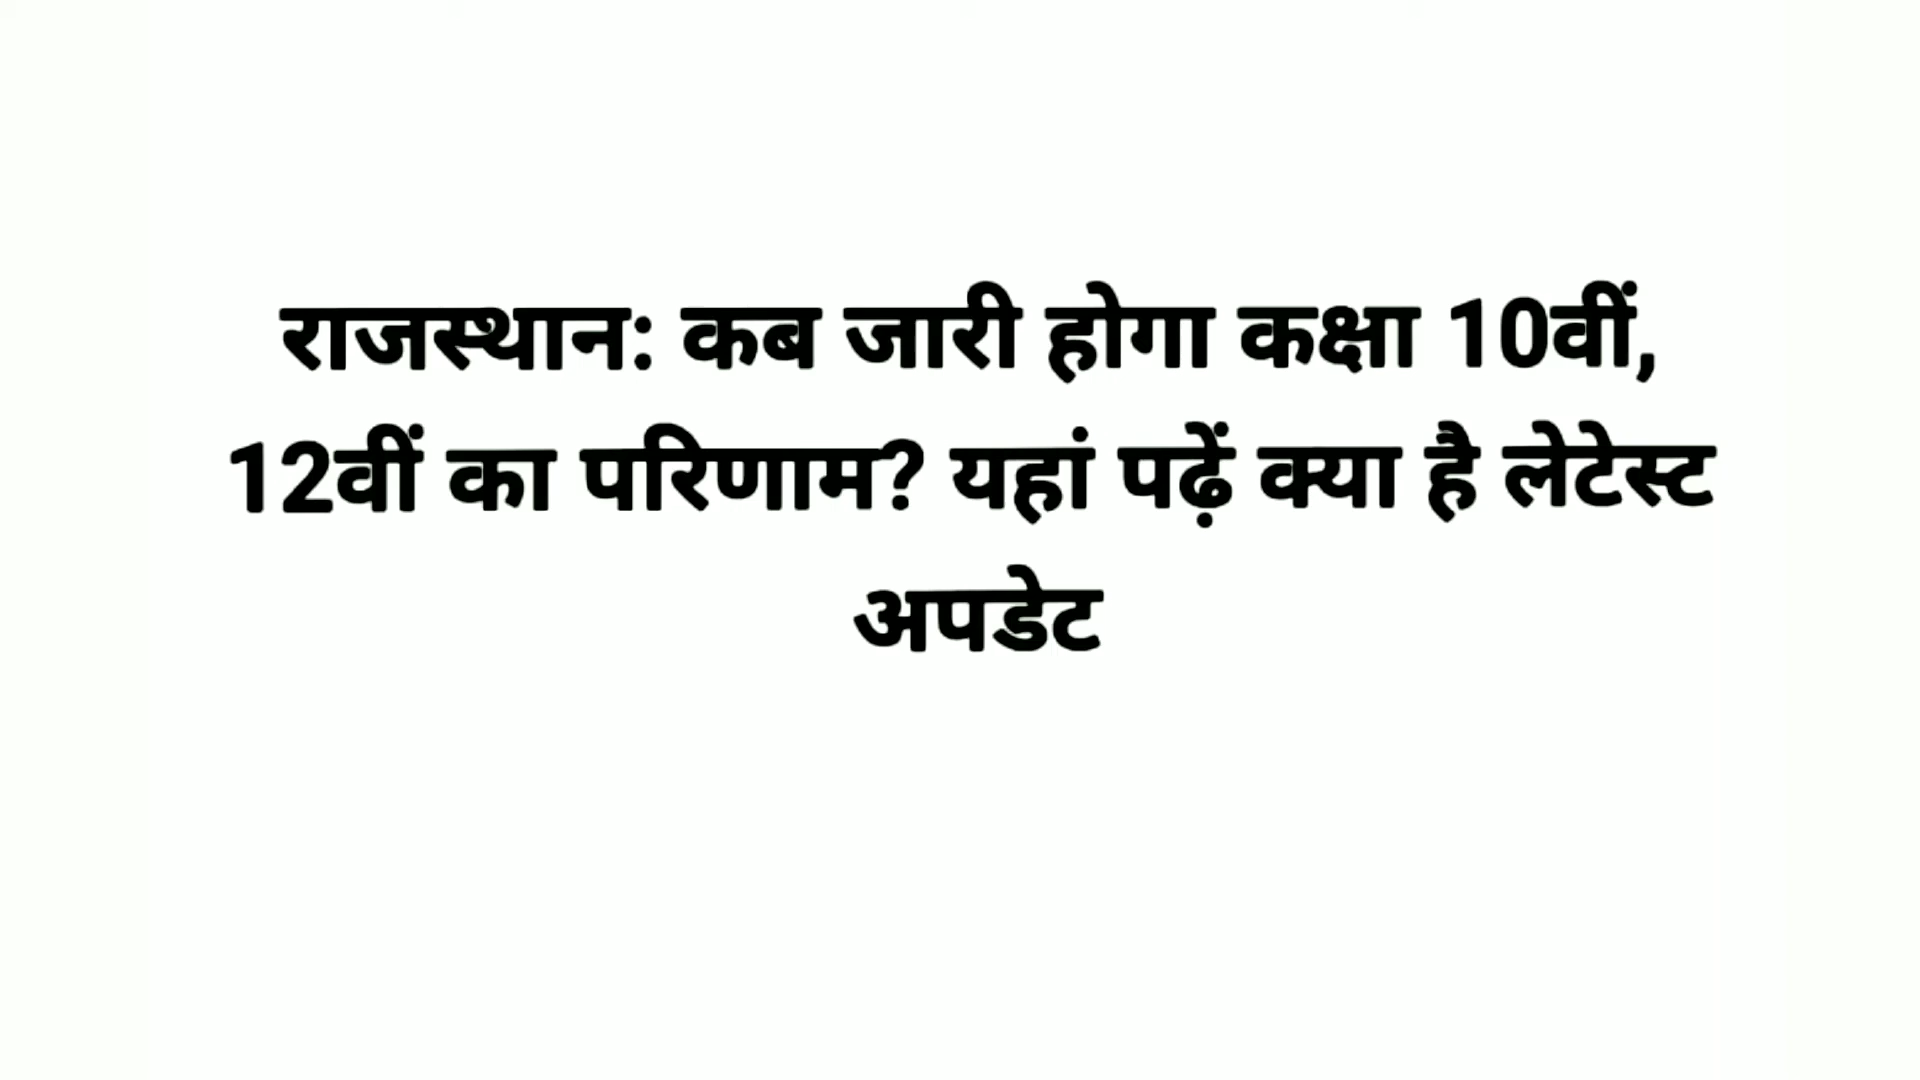 राजस्थान: कब जारी होगा कक्षा 10वीं,
12वीं का परिणाम? यहां पढ़ें क्या है लेटेस्ट
अपडेट